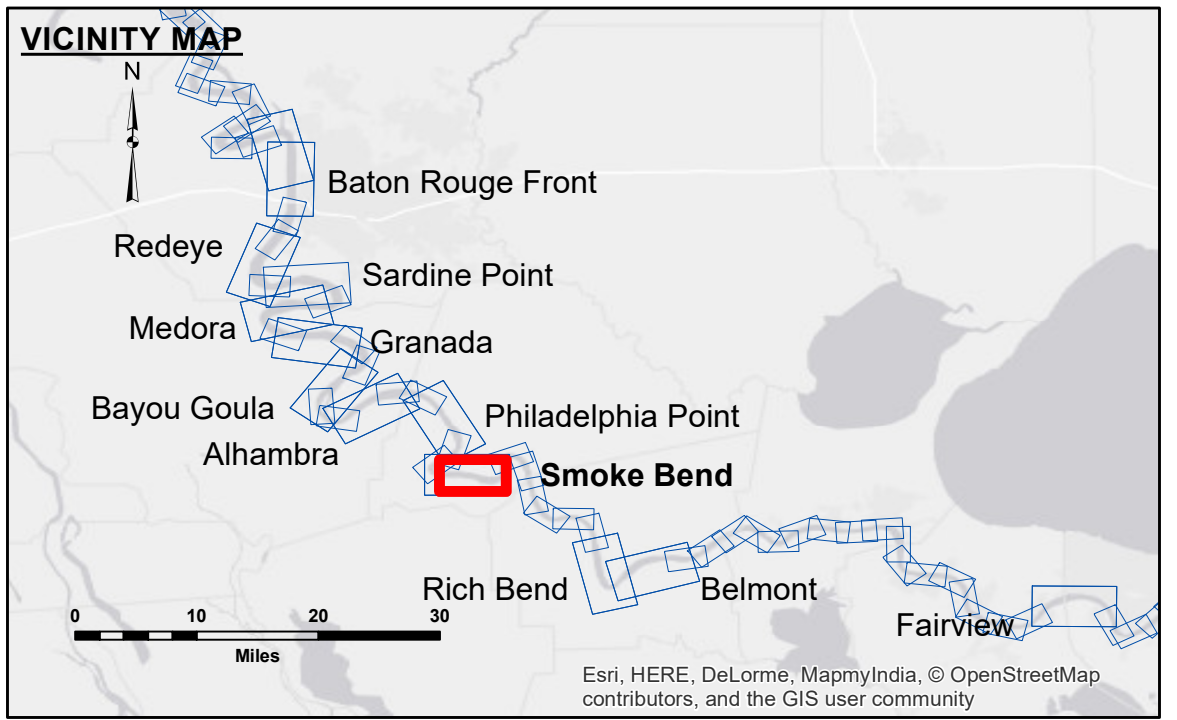 VICINITY MAP
N
Baton Rouge Front
Redeye
Sardine Point
Medora
Granada
Bayou Goula
Philadelphia Point
Alhambra
Smoke Bend
Rich Bend
Belmont
Fairview
0 10 20 30
Miles
Esri, HERE, DeLorme, MapmyIndia, © OpenStreetMap
contributors, and the GIS user community